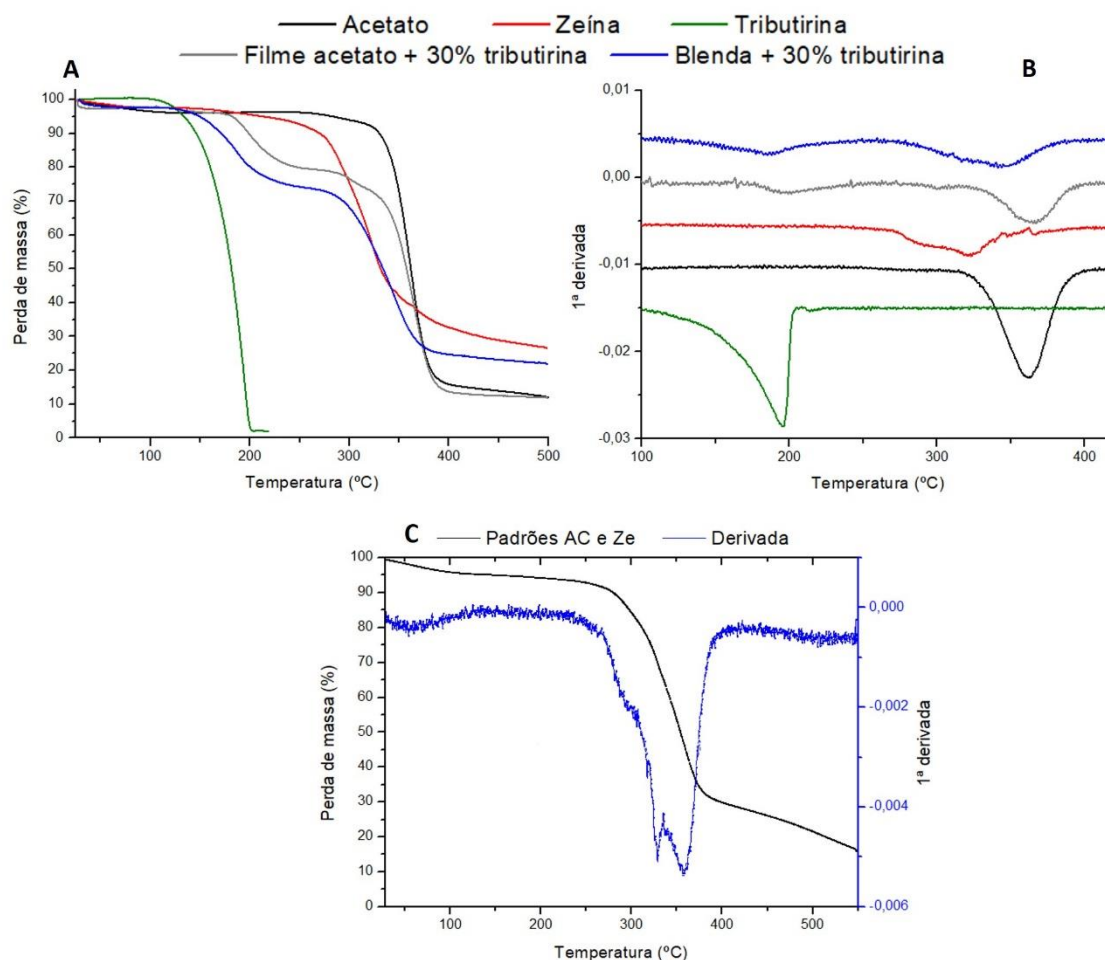 Acetato Zeína Tributirina
Filme acetato + 30% tributirina Blenda + 30% tributirina
A
B
Perda de massa (%)
100
90
80
70
60
50
40
30
20
10
0
100 200 300 400 500
Temperatura (ºC)
1ª derivada
0,01
0,00
-0,01
-0,02
-0,03
100 200 300 400
Temperatura (ºC)
C
Padrões AC e Ze Derivada
Perda de massa (%)
100
90
80
70
60
50
40
30
20
10
0
100 200 300 400 500
Temperatura (ºC)
0,000
-0,002
-0,004
-0,006
1ª derivada